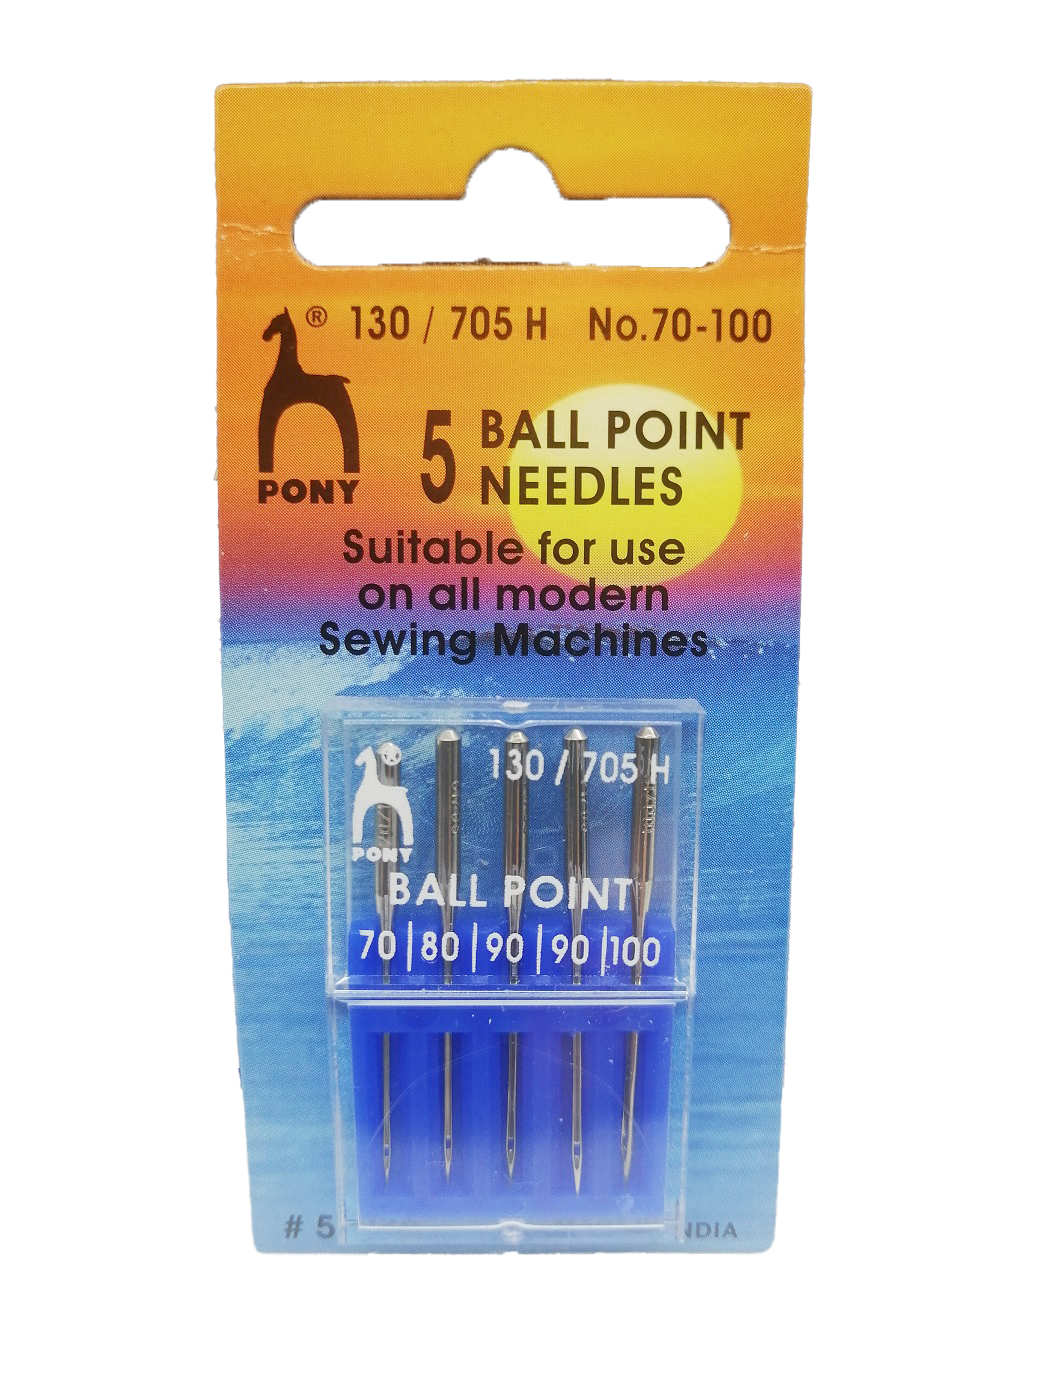 ® 130 / 705 H No.70-100
PONY
5 BALL POINT
NEEDLES
Suitable for use
on all modern
Sewing Machines
130 / 705 H
PONY
BALL POINT
70 | 80 | 90 | 90 | 100
# 5